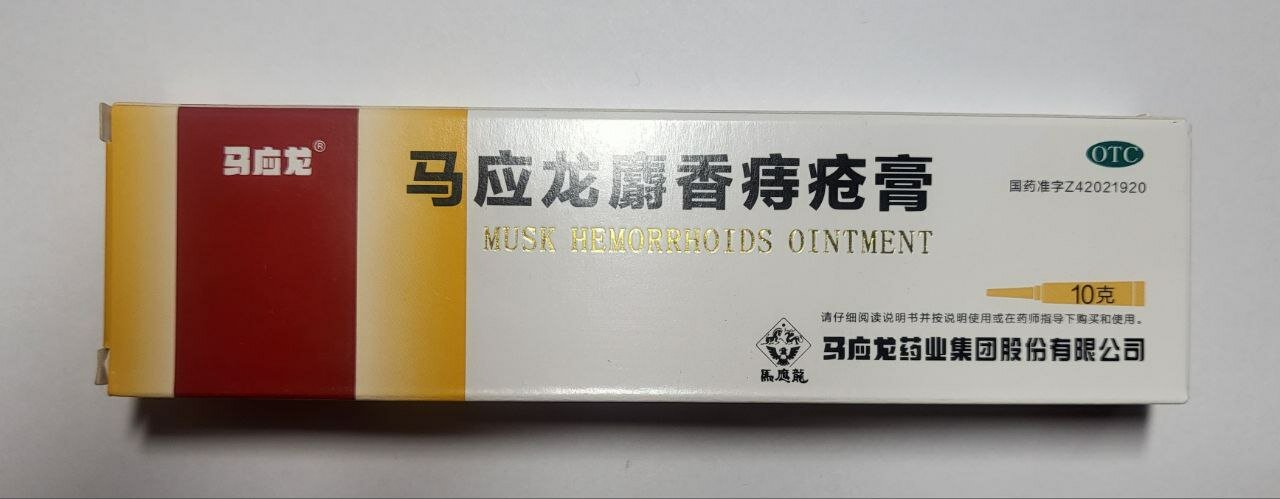 马应龙®
马应龙麝香痔疮膏
MUSK HEMORRHOIDS OINTMENT
OTC
国药准字Z42021920
10克
请仔细阅读说明书并按说明使用或在药师指导下购买和使用。
馬應龍
马应龙药业集团股份有限公司